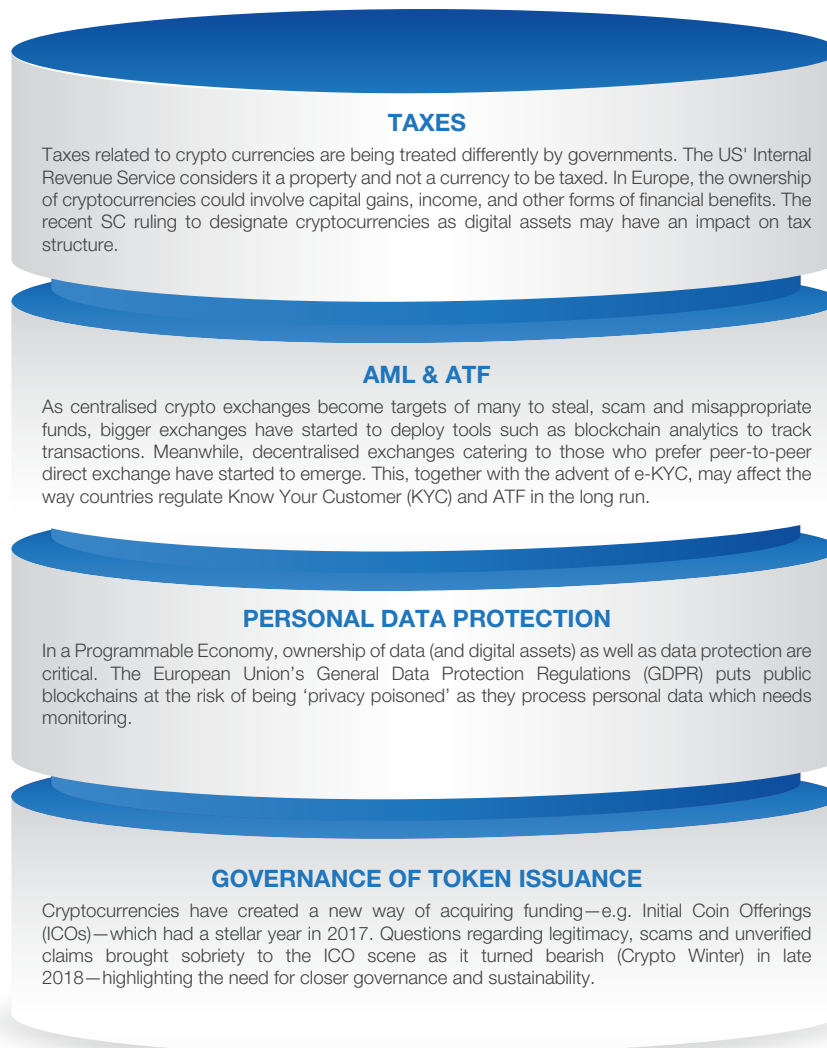 TAXES
Taxes related to crypto currencies are being treated differently by governments. The US' Internal
Revenue Service considers it a property and not a currency to be taxed. In Europe, the ownership
of cryptocurrencies could involve capital gains, income, and other forms of financial benefits. The
recent SC ruling to designate cryptocurrencies as digital assets may have an impact on tax
structure.
AML & ATF
As centralised crypto exchanges become targets of many to steal, scam and misappropriate
funds, bigger exchanges have started to deploy tools such as blockchain analytics to track
transactions. Meanwhile, decentralised exchanges catering to those who prefer peer-to-peer
direct exchange have started to emerge. This, together with the advent of e-KYC, may affect the
way countries regulate Know Your Customer (KYC) and ATF in the long run.
PERSONAL DATA PROTECTION
In a Programmable Economy, ownership of data (and digital assets) as well as data protection are
critical. The European Union’s General Data Protection Regulations (GDPR) puts public
blockchains at the risk of being ‘privacy poisoned’ as they process personal data which needs
monitoring.
GOVERNANCE OF TOKEN ISSUANCE
Cryptocurrencies have created a new way of acquiring funding—e.g. Initial Coin Offerings
(ICOs)—which had a stellar year in 2017. Questions regarding legitimacy, scams and unverified
claims brought sobriety to the ICO scene as it turned bearish (Crypto Winter) in late
2018—highlighting the need for closer governance and sustainability.